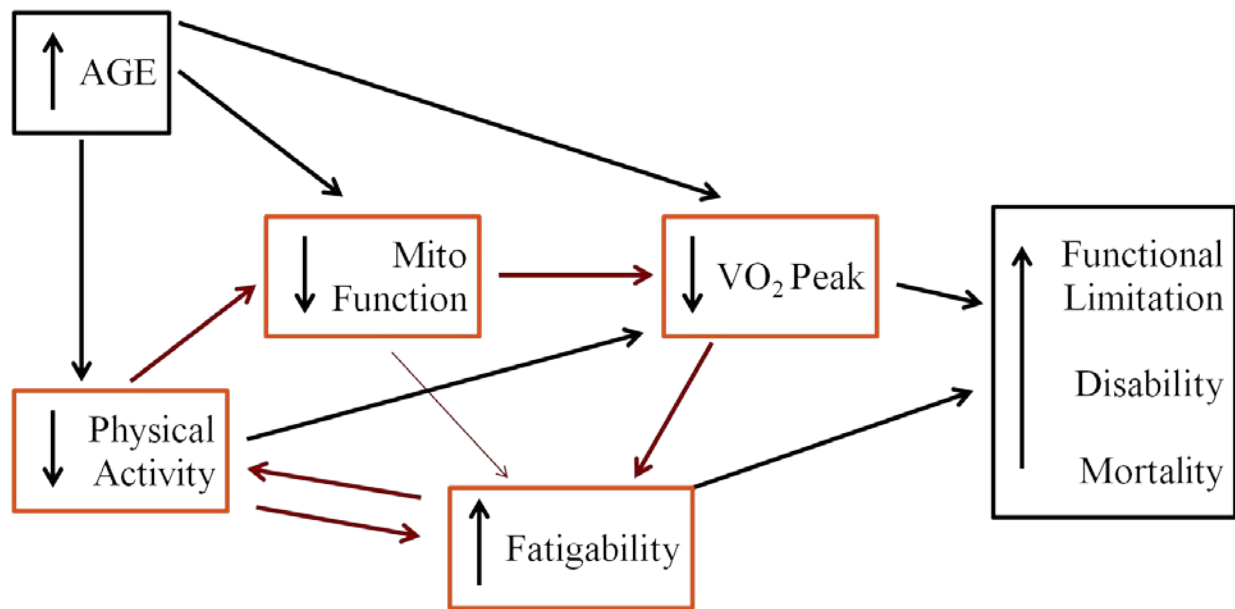 AGE
Mito
Function
VO₂ Peak
Functional
Limitation
Disability
Mortality
Physical
Activity
Fatigability